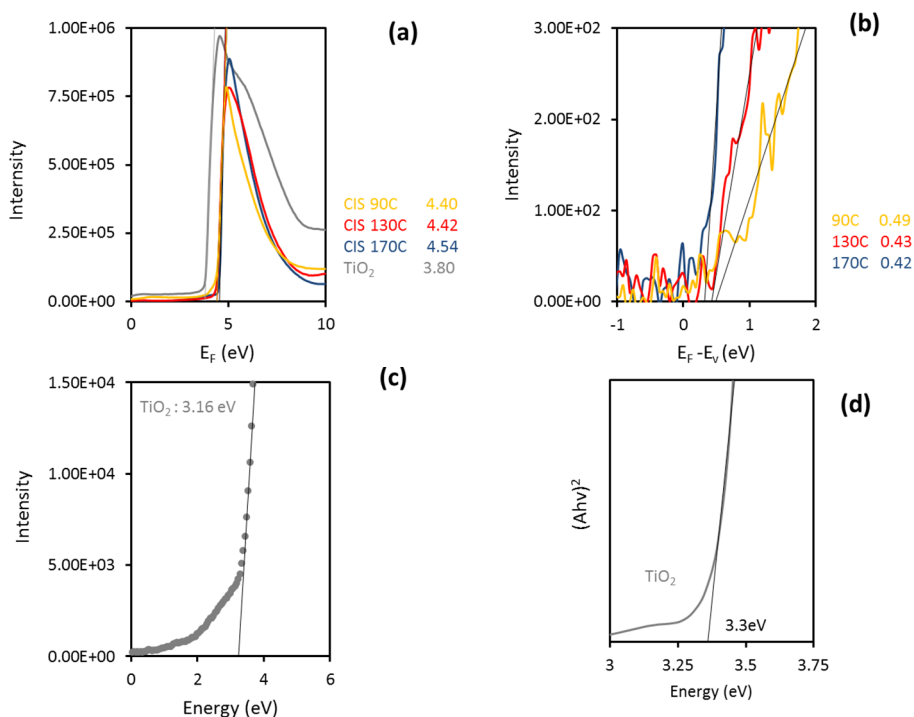 (a)
1.00E+06
7.50E+05
5.00E+05
2.50E+05
0.00E+00
Internsity
0 5 10
E_F (eV)
CIS 90C 4.40
CIS 130C 4.42
CIS 170C 4.54
TiO₂ 3.80
(b)
3.00E+02
2.00E+02
1.00E+02
0.00E+00
Intensity
-1 0 1 2
E_F -E_v (eV)
90C 0.49
130C 0.43
170C 0.42
(c)
1.50E+04
1.00E+04
5.00E+03
0.00E+00
Intensity
TiO₂ : 3.16 eV
0 2 4 6
Energy (eV)
(d)
(Ahv)²
TiO₂
3.3eV
3 3.25 3.5 3.75
Energy (eV)